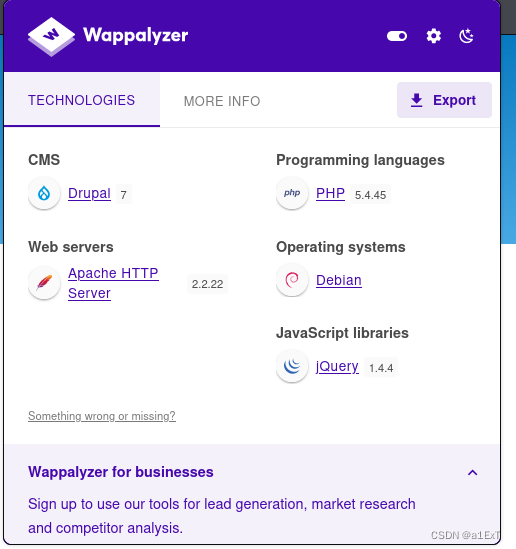 Wappalyzer
TECHNOLOGIES
MORE INFO
Export
CMS
Drupal 7
Programming languages
php PHP 5.4.45
Web servers
Apache HTTP
Server 2.2.22
Operating systems
Debian
JavaScript libraries
jQuery 1.4.4
Something wrong or missing?
Wappalyzer for businesses
Sign up to use our tools for lead generation, market research
and competitor analysis.
CSDN @a1ExT